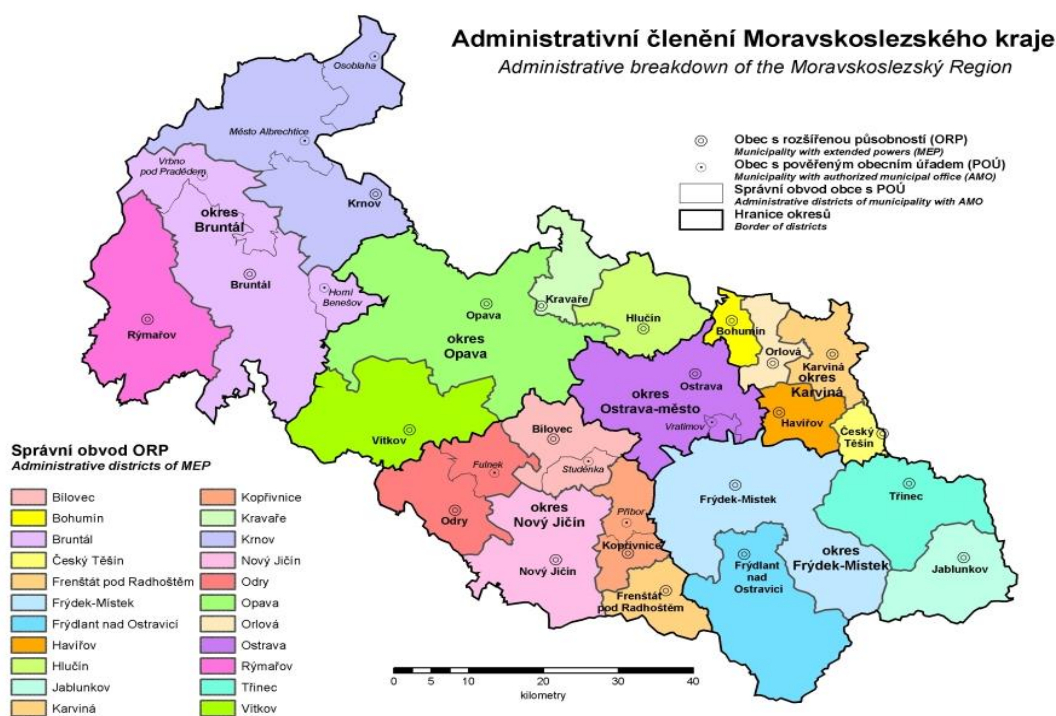 Administrativní členění Moravskoslezského kraje
Administrative breakdown of the Moravskoslezský Region
Obec s rozšířenou působností (ORP)
Municipality with extended powers (MEP)
Obec s pověřeným obecním úřadem (POÚ)
Municipality with authorized municipal office (AMO)
Správní obvod obce s POÚ
Administrative districts of municipality with AMO
Hranice okresů
Border of districts
Osoblaha
Město Albrechtice
Vrbno
pod Pradědem
Krnov
okres
Bruntál
Bruntál
Horní
Benešov
Rýmařov
Opava
Kravaře
Hlučín
okres
Opava
Bohumín
Orlová
Karviná
okres
Karviná
Ostrava
okres
Ostrava-město
Havířov
Vratimov
Český
Těšín
Vítkov
Bílovec
Studénka
Fulnek
Odry
okres
Nový Jičín
Nový Jičín
Příbor
Kopřivnice
Frenštát
pod Radhoštěm
Frýdek-Místek
Třinec
okres
Frýdek-Místek
Frýdlant
nad
Ostravicí
Jablunkov
Správní obvod ORP
Administrative districts of MEP
Bílovec
Bohumín
Bruntál
Český Těšín
Frenštát pod Radhoštěm
Frýdek-Místek
Frýdlant nad Ostravicí
Havířov
Hlučín
Jablunkov
Karviná
Kopřivnice
Kravaře
Krnov
Nový Jičín
Odry
Opava
Orlová
Ostrava
Rýmařov
Třinec
Vítkov
0 5 10 20 30 40
kilometry